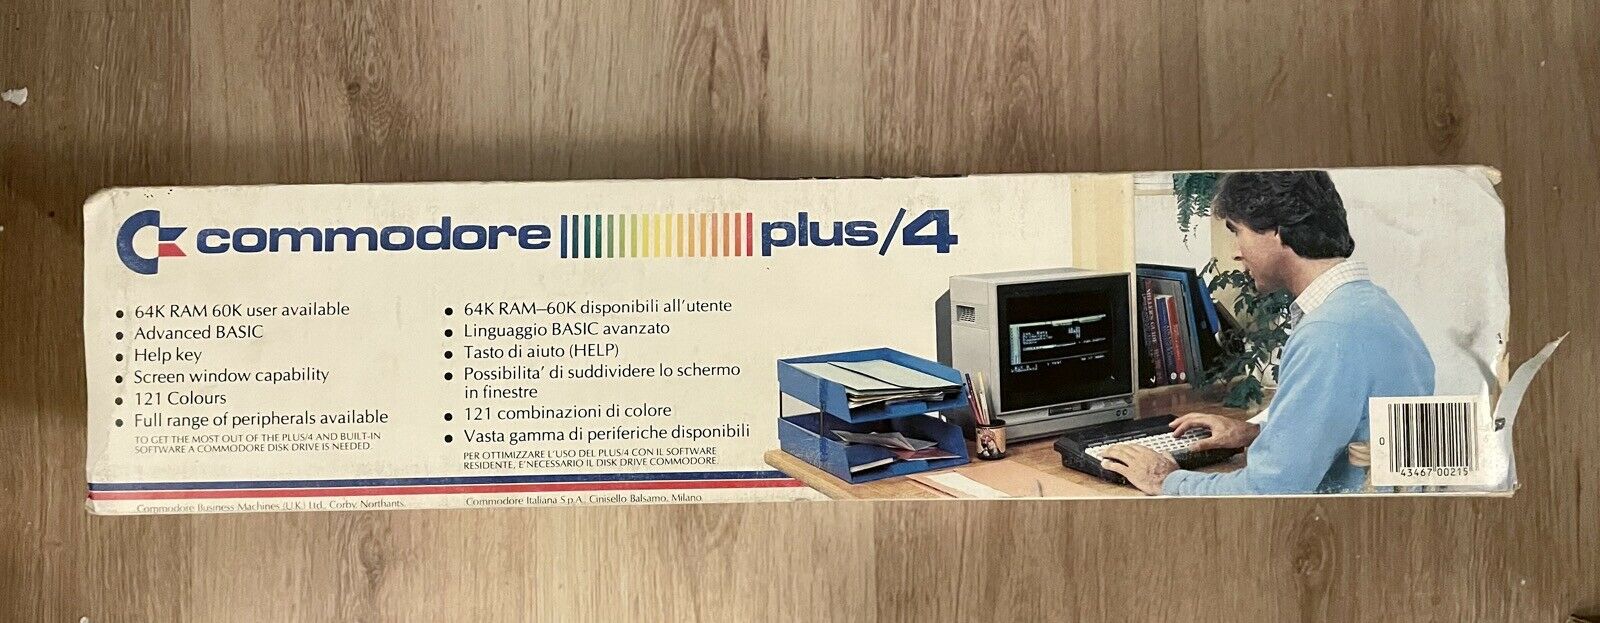 commodore plus/4
• 64K RAM 60K user available
• Advanced BASIC
• Help key
• Screen window capability
• 121 Colours
• Full range of peripherals available
TO GET THE MOST OUT OF THE PLUS/4 AND BUILT-IN
SOFTWARE A COMMODORE DISK DRIVE IS NEEDED.
Commodore Business Machines (U.K.) Ltd., Corby, Northants.
• 64K RAM–60K disponibili all'utente
• Linguaggio BASIC avanzato
• Tasto di aiuto (HELP)
• Possibilita' di suddividere lo schermo
in finestre
• 121 combinazioni di colore
• Vasta gamma di periferiche disponibili
PER OTTIMIZZARE L'USO DEL PLUS/4 CON IL SOFTWARE
RESIDENTE, E'NECESSARIO IL DISK DRIVE COMMODORE.
Commodore Italiana S.p.A., Cinisello Balsamo, Milano.
0 43467 00215